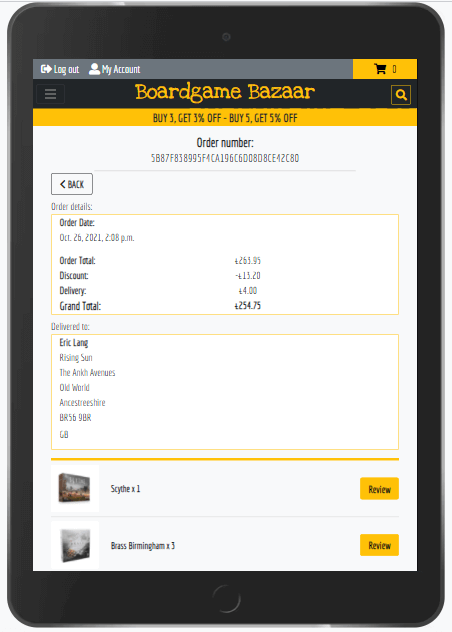 Log out My Account 0
Boardgame Bazaar
BUY 3, GET 3% OFF - BUY 5, GET 5% OFF
Order number:
5B87F838995F4CA196C6D08D8CE42C80
BACK
Order details:
Order Date:
Oct. 26, 2021, 2:08 p.m.
Order Total: £263.95
Discount: -£13.20
Delivery: £4.00
Grand Total: £254.75
Delivered to:
Eric Lang
Rising Sun
The Ankh Avenues
Old World
Ancestreeshire
BR56 9BR
GB
Scythe x 1 Review
Brass Birmingham x 3 Review